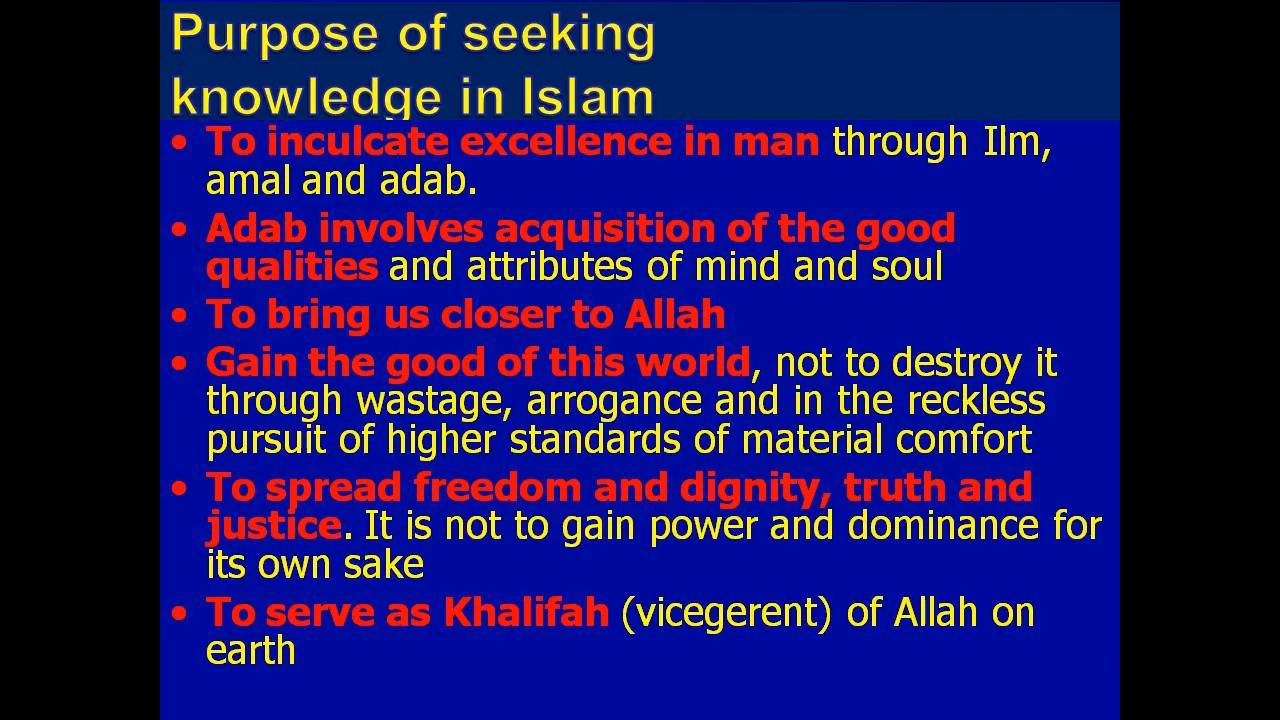 Purpose of seeking
knowledge in Islam
• To inculcate excellence in man through Ilm,
amal and adab.
• Adab involves acquisition of the good
qualities and attributes of mind and soul
• To bring us closer to Allah
• Gain the good of this world, not to destroy it
through wastage, arrogance and in the reckless
pursuit of higher standards of material comfort
• To spread freedom and dignity, truth and
justice. It is not to gain power and dominance for
its own sake
• To serve as Khalifah (vicegerent) of Allah on
earth